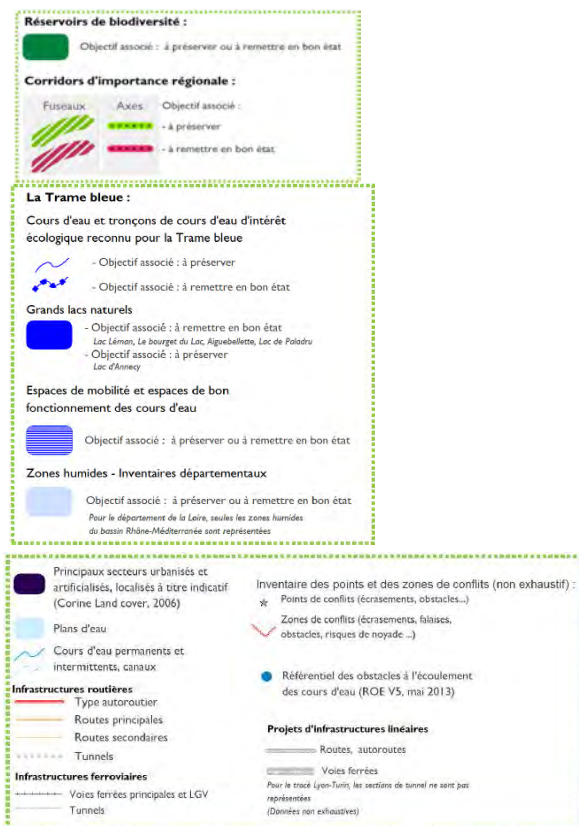 Réservoirs de biodiversité :
Objectif associé : à préserver ou à remettre en bon état
Corridors d'importance régionale :
Fuseaux Axes Objectif associé :
- à préserver
- à remettre en bon état
La Trame bleue :
Cours d'eau et tronçons de cours d'eau d'intérêt
écologique reconnu pour la Trame bleue
- Objectif associé : à préserver
- Objectif associé : à remettre en bon état
Grands lacs naturels
- Objectif associé : à remettre en bon état
Lac Léman, Le bourget du Lac, Aiguebellette, Lac de Paladru
- Objectif associé : à préserver
Lac d'Annecy
Espaces de mobilité et espaces de bon
fonctionnement des cours d'eau
Objectif associé : à préserver ou à remettre en bon état
Zones humides - Inventaires départementaux
Objectif associé : à préserver ou à remettre en bon état
Pour le département de la Loire, seules les zones humides
du bassin Rhône-Méditerranée sont représentées
Principaux secteurs urbanisés et
artificialisés, localisés à titre indicatif
(Corine Land cover, 2006)
Plans d'eau
Cours d'eau permanents et
intermittents, canaux
Infrastructures routières
Type autoroutier
Routes principales
Routes secondaires
Tunnels
Infrastructures ferroviaires
Voies ferrées principales et LGV
Tunnels
Inventaire des points et des zones de conflits (non exhaustif) :
Points de conflits (écrasements, obstacles...)
Zones de conflits (écrasements, falaises,
obstacles, risques de noyade ...)
Référentiel des obstacles à l'écoulement
des cours d'eau (ROE V5, mai 2013)
Projets d'infrastructures linéaires
Routes, autoroutes
Voies ferrées
Pour le tracé Lyon-Turin, les sections de tunnel ne sont pas
représentées
(Données non exhaustives)